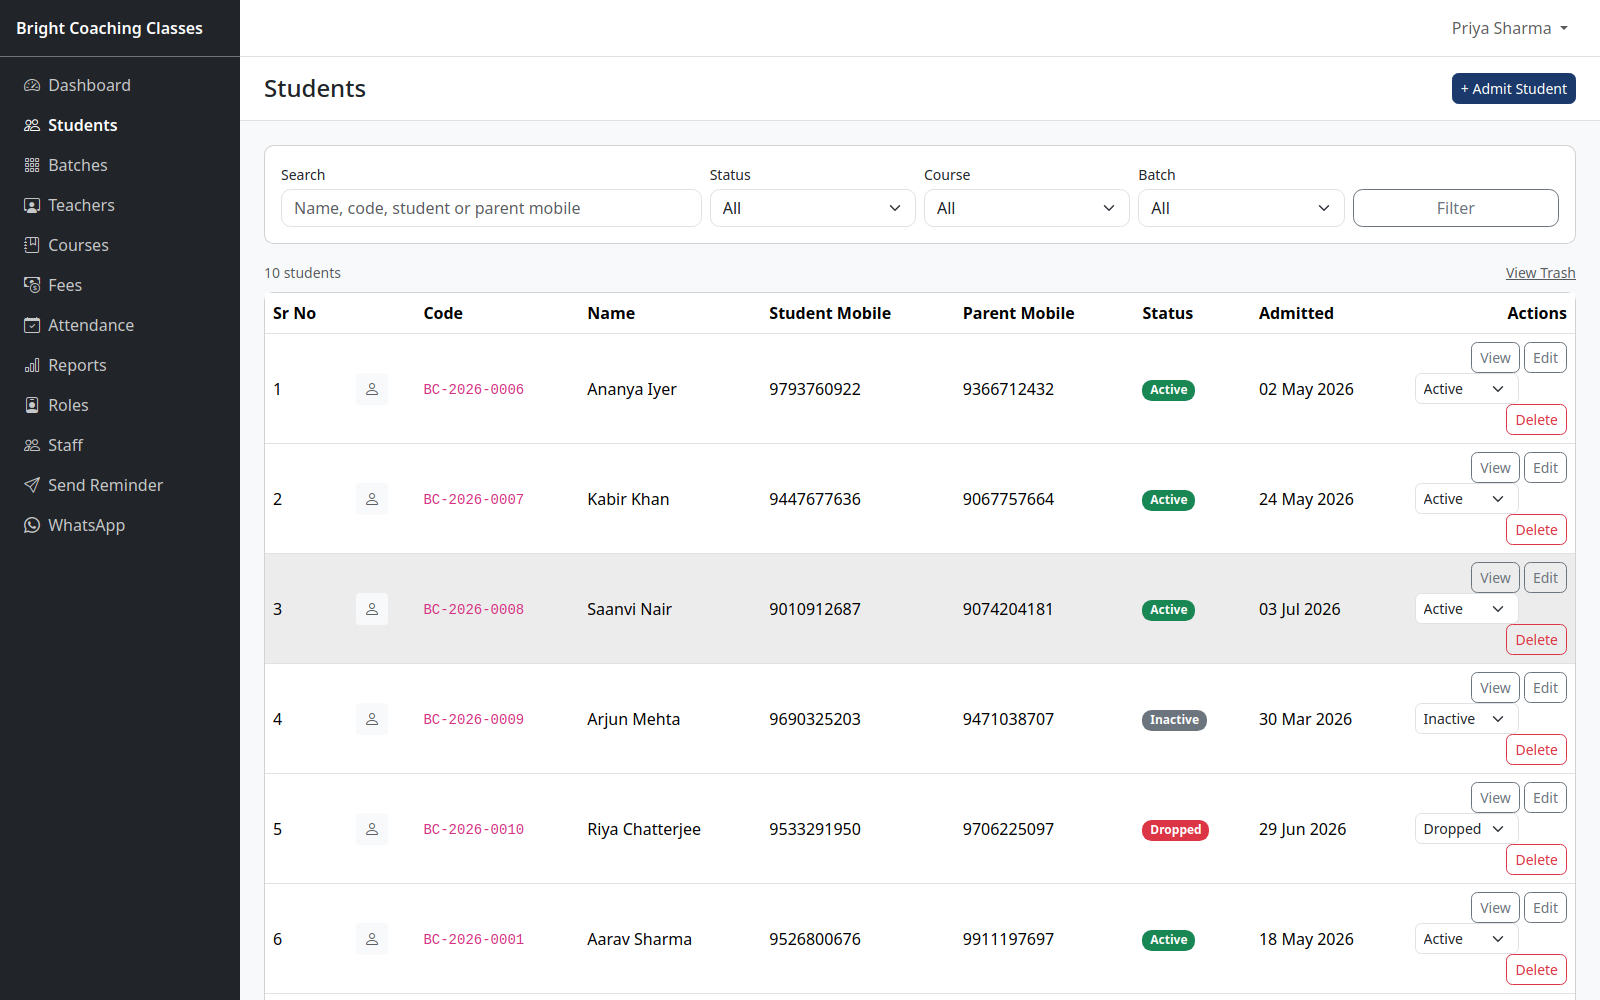 Bright Coaching Classes
Priya Sharma
Dashboard
Students
Batches
Teachers
Courses
Fees
Attendance
Reports
Roles
Staff
Send Reminder
WhatsApp
Students
+ Admit Student
Search Status Course Batch
Name, code, student or parent mobile All All All Filter
10 students View Trash
Sr No Code Name Student Mobile Parent Mobile Status Admitted Actions
View Edit
1 BC-2026-0006 Ananya Iyer 9793760922 9366712432 Active 02 May 2026 Active
Delete
View Edit
2 BC-2026-0007 Kabir Khan 9447677636 9067757664 Active 24 May 2026 Active
Delete
View Edit
3 BC-2026-0008 Saanvi Nair 9010912687 9074204181 Active 03 Jul 2026 Active
Delete
View Edit
4 BC-2026-0009 Arjun Mehta 9690325203 9471038707 Inactive 30 Mar 2026 Inactive
Delete
View Edit
5 BC-2026-0010 Riya Chatterjee 9533291950 9706225097 Dropped 29 Jun 2026 Dropped
Delete
View Edit
6 BC-2026-0001 Aarav Sharma 9526800676 9911197697 Active 18 May 2026 Active
Delete